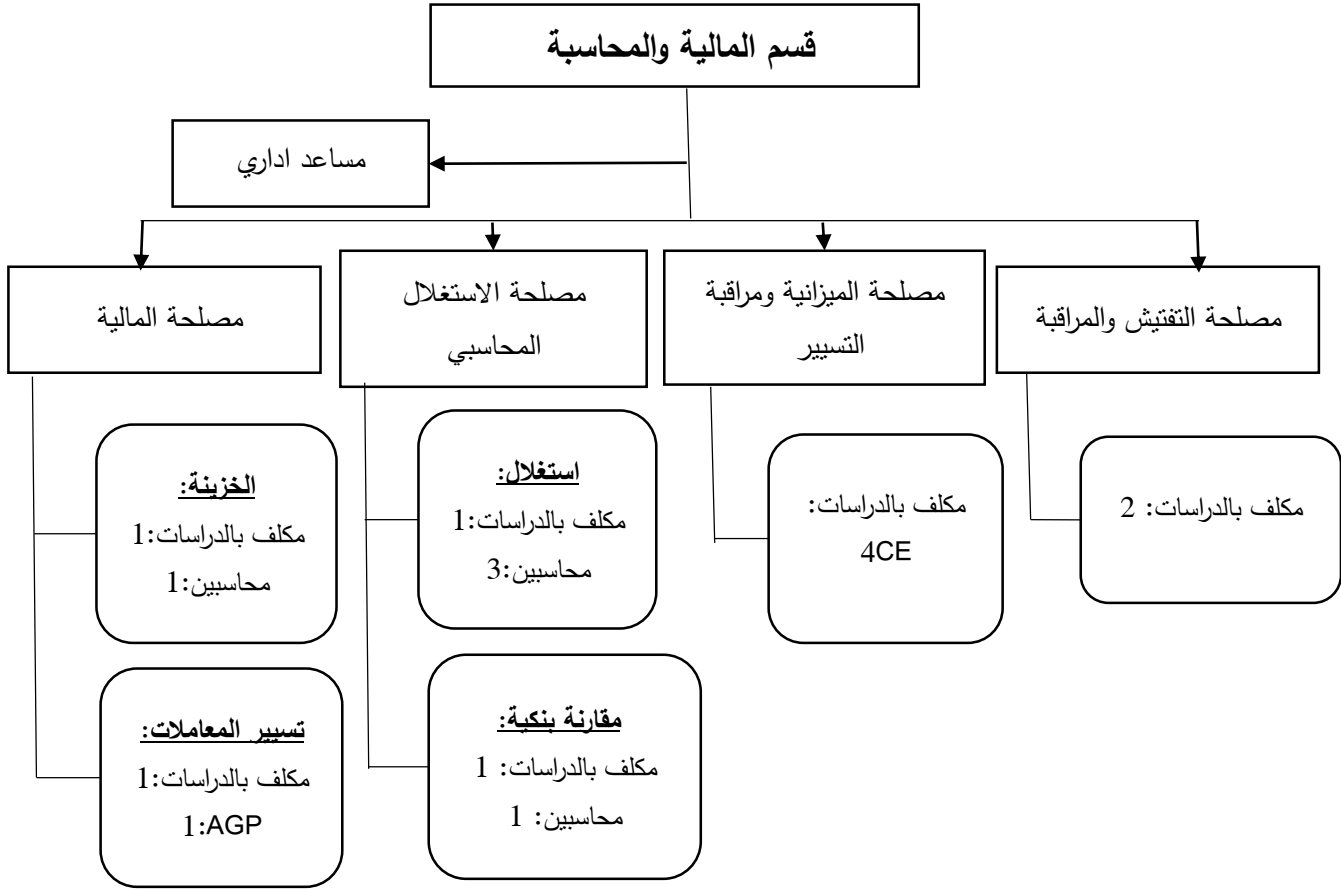 قسم المالية والمحاسبة
مساعد اداري
مصلحة التفتيش والمراقبة
مصلحة الميزانية ومراقبة
التسيير
مصلحة الاستغلال
المحاسبي
مصلحة المالية
مكلف بالدراسات: 2
مكلف بالدراسات:
4CE
استغلال:
مكلف بالدراسات:1
محاسبين:3
الخزينة:
مكلف بالدراسات:1
محاسبين:1
مقارنة بنكية:
مكلف بالدراسات: 1
محاسبين: 1
تسيير المعاملات:
مكلف بالدراسات:1
1:AGP